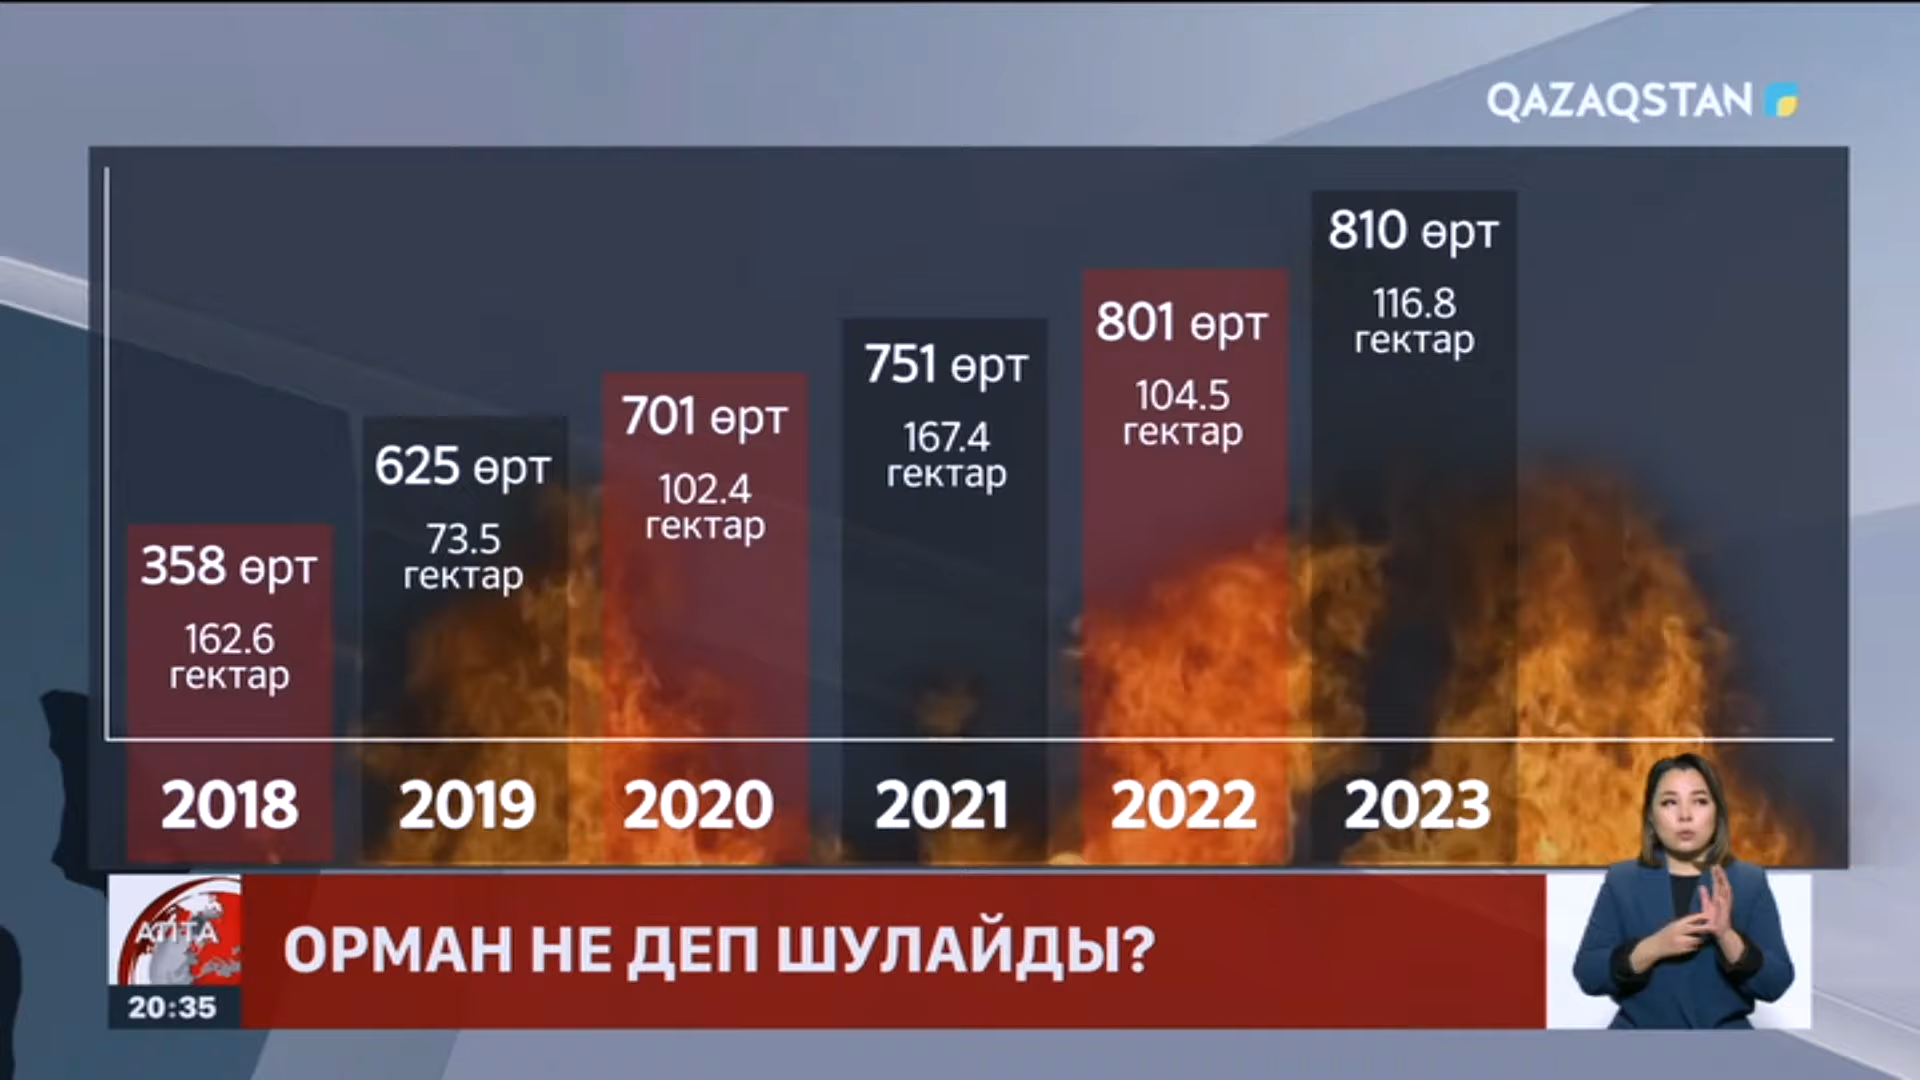 QAZAQSTAN
810 өрт
116.8
гектар
801 өрт
104.5
гектар
751 өрт
167.4
гектар
701 өрт
102.4
гектар
625 өрт
73.5
гектар
358 өрт
162.6
гектар
2018 2019 2020 2021 2022 2023
АПТА
ОРМАН НЕ ДЕП ШУЛАЙДЫ?
20:35